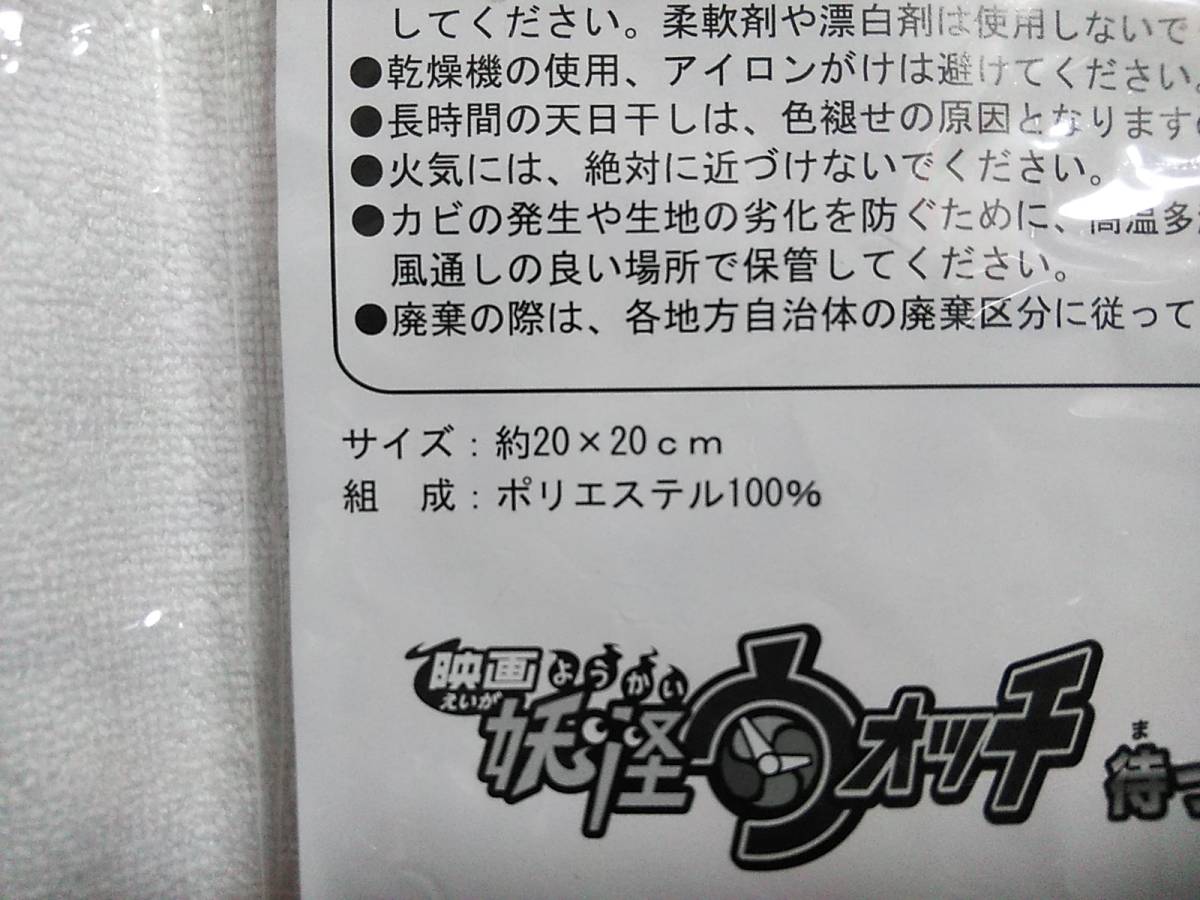 してください。柔軟剤や漂白剤は使用しないで
●乾燥機の使用、アイロンがけは避けてください。
●長時間の天日干しは、色褪せの原因となります
●火気には、絶対に近づけないでください。
●カビの発生や生地の劣化を防ぐために、高温多
風通しの良い場所で保管してください。
●廃棄の際は、各地方自治体の廃棄区分に従って
サイズ：約20×20cm
組　成：ポリエステル100%
映画 ようかい
えいが
妖怪ウォッチ
ま
待っ